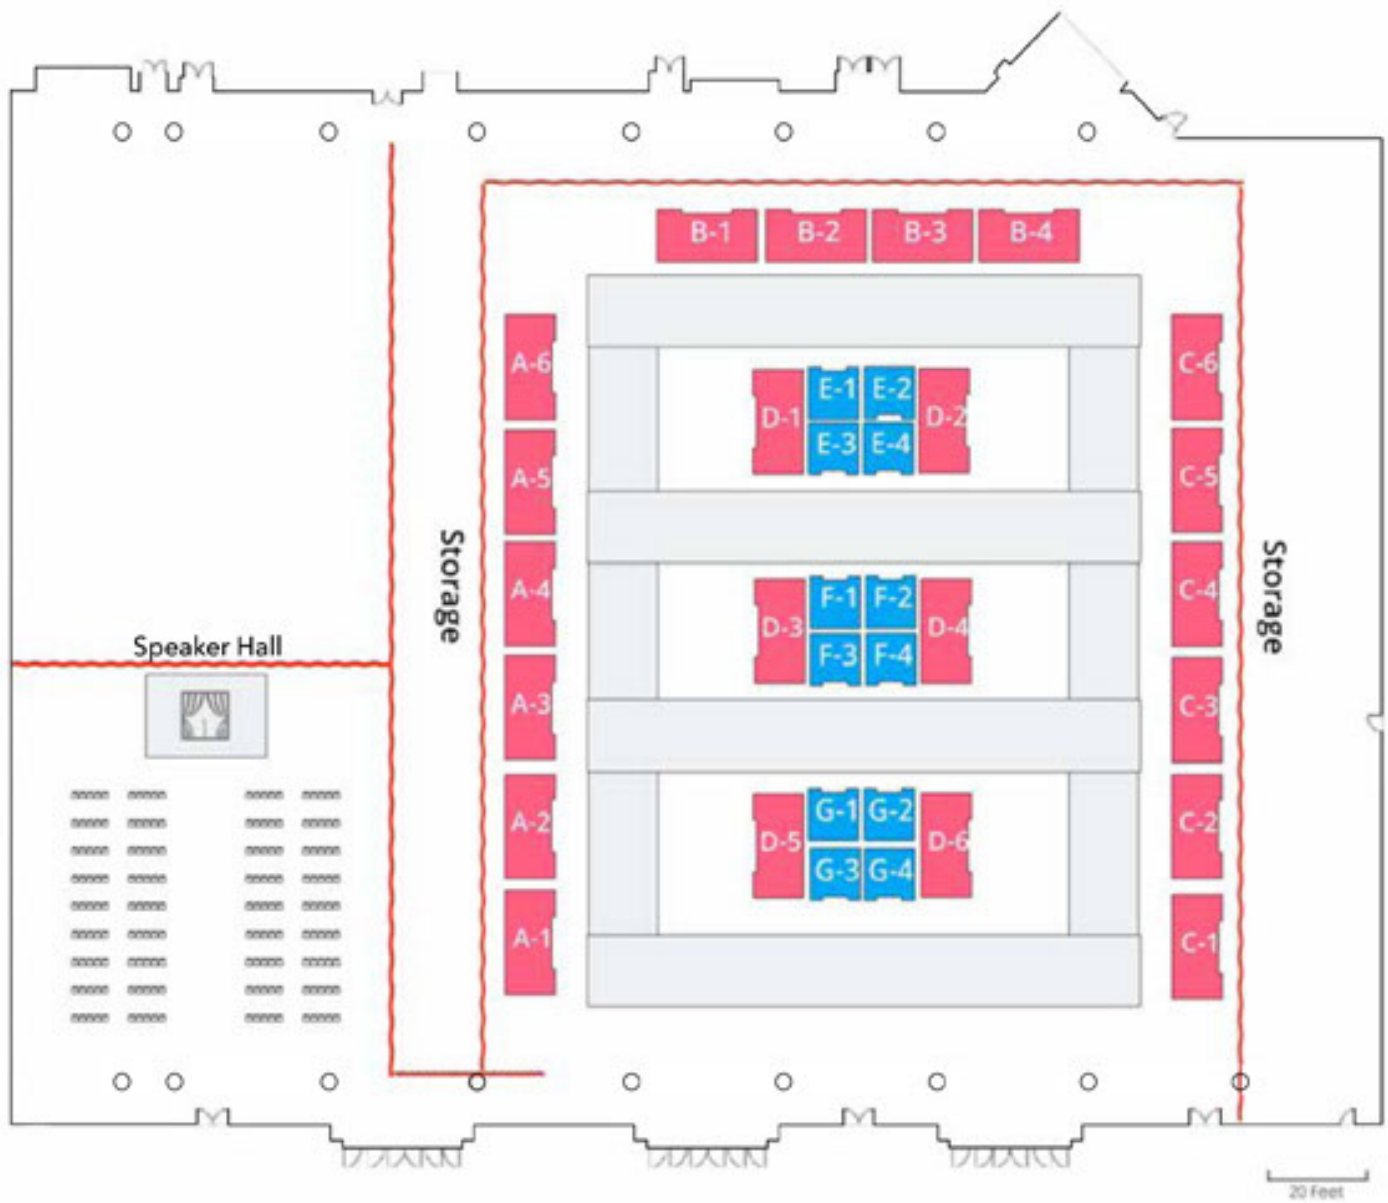 B-1 B-2 B-3 B-4
A-6 C-6
E-1 E-2
D-1 D-2
E-3 E-4
A-5 C-5
Storage Storage
A-4 F-1 F-2 C-4
D-3 D-4
Speaker Hall
F-3 F-4
A-3 C-3
G-1 G-2
A-2 C-2
D-5 D-6
G-3 G-4
A-1 C-1
20 Feet